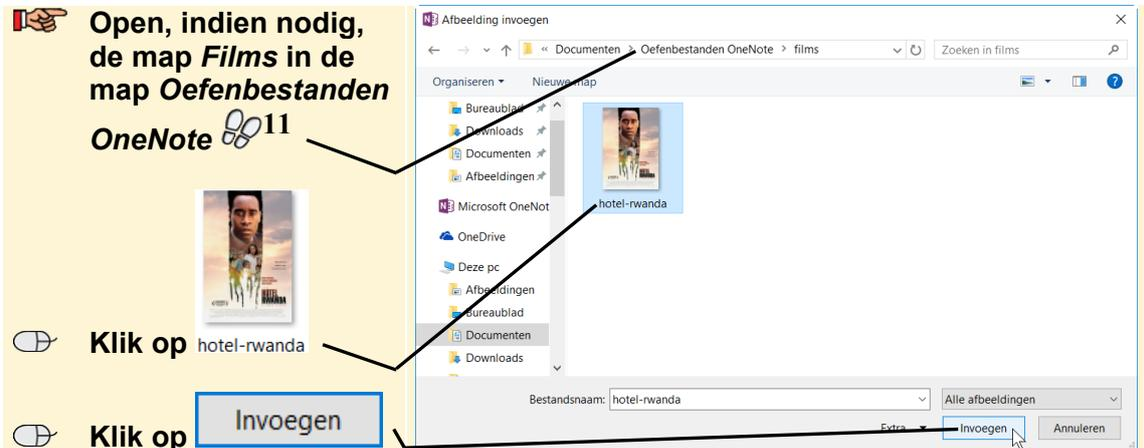 Open, indien nodig,
de map Films in de
map Oefenbestanden
OneNote 11
hotel-rwanda
Klik op
Invoegen
Klik op
Afbeelding invoegen
« Documenten > Oefenbestanden OneNote > films
Zoeken in films
Organiseren
Nieuwe map
Bureaublad
Downloads
Documenten
Afbeeldingen
Microsoft OneNot
OneDrive
Deze pc
Afbeeldingen
Bureaublad
Documenten
Downloads
hotel-rwanda
Bestandsnaam: hotel-rwanda
Alle afbeeldingen
Extra
Invoegen
Annuleren